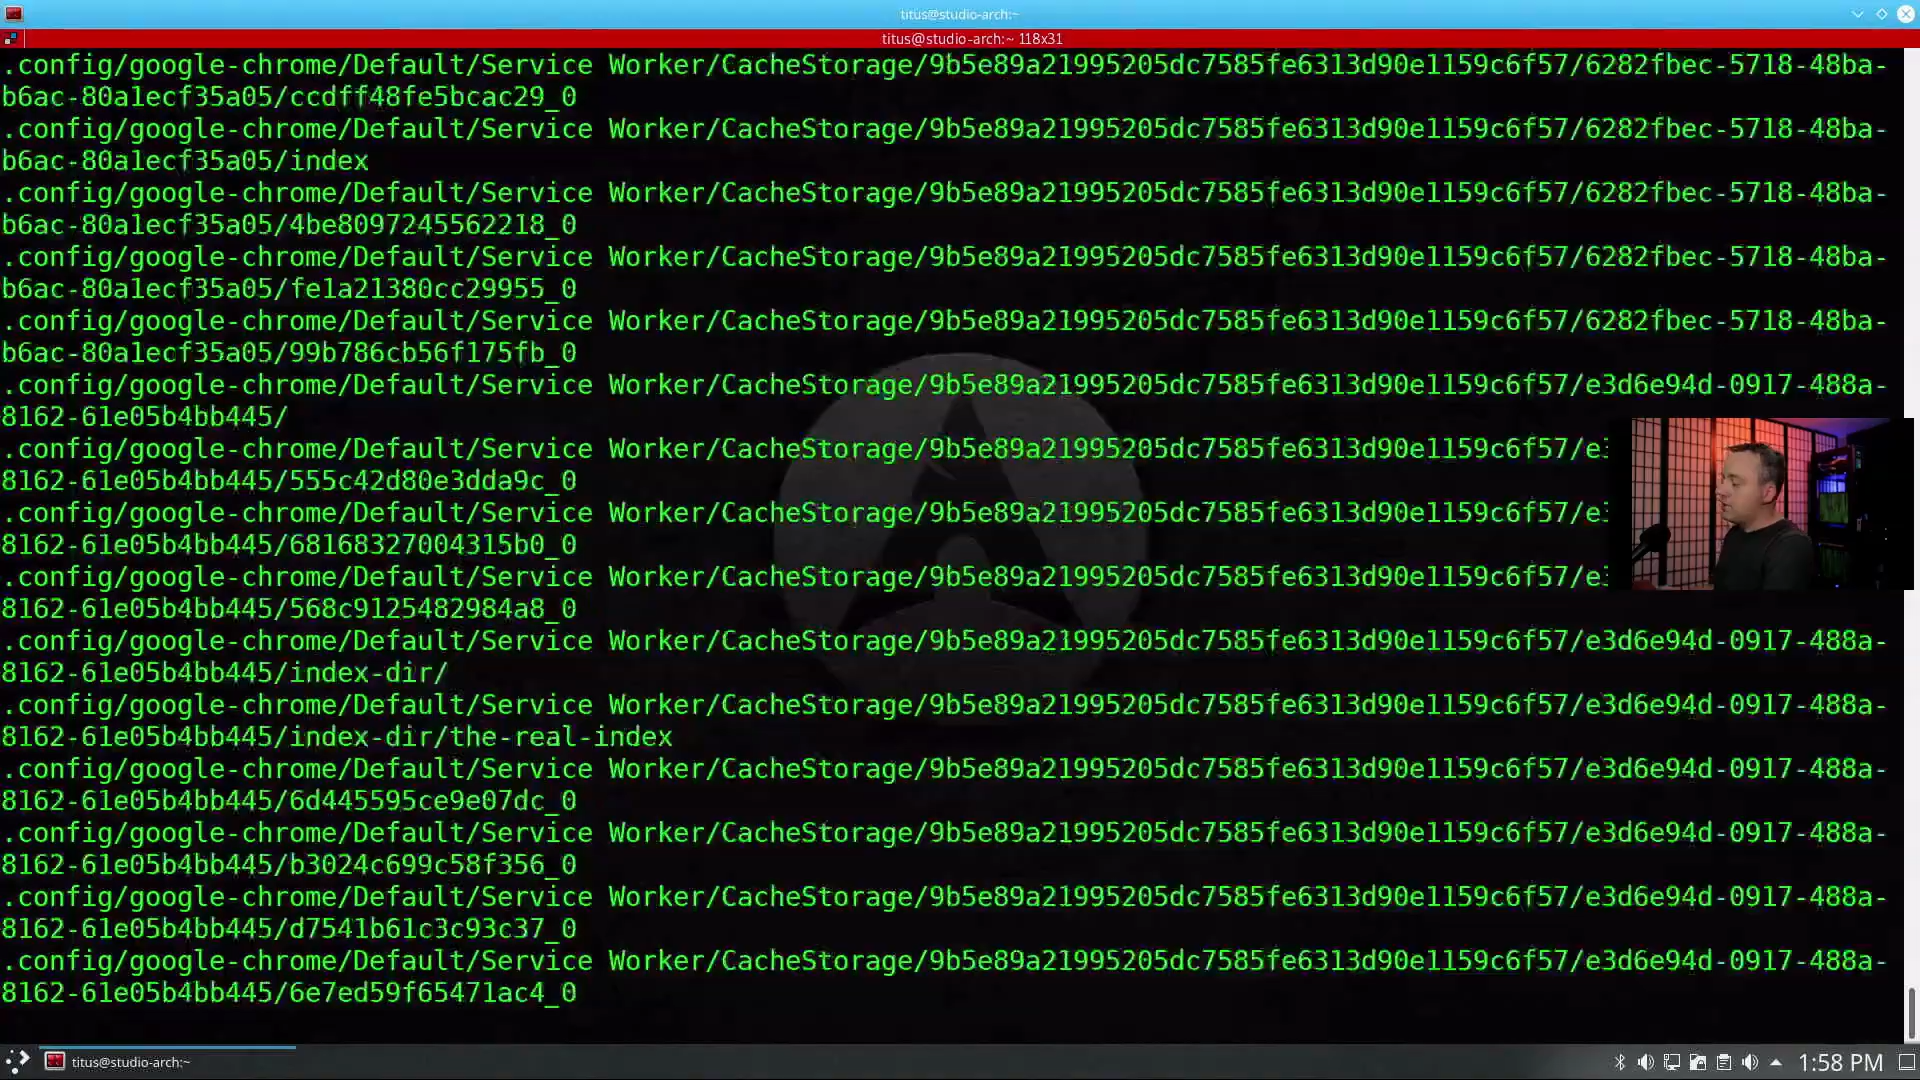 titus@studio-arch:~
titus@studio-arch:~ 118x31
.config/google-chrome/Default/Service Worker/CacheStorage/9b5e89a21995205dc7585fe6313d90e1159c6f57/6282fbec-5718-48ba-
b6ac-80a1ecf35a05/ccdff48fe5bcac29_0
.config/google-chrome/Default/Service Worker/CacheStorage/9b5e89a21995205dc7585fe6313d90e1159c6f57/6282fbec-5718-48ba-
b6ac-80a1ecf35a05/index
.config/google-chrome/Default/Service Worker/CacheStorage/9b5e89a21995205dc7585fe6313d90e1159c6f57/6282fbec-5718-48ba-
b6ac-80a1ecf35a05/4be8097245562218_0
.config/google-chrome/Default/Service Worker/CacheStorage/9b5e89a21995205dc7585fe6313d90e1159c6f57/6282fbec-5718-48ba-
b6ac-80a1ecf35a05/fe1a21380cc29955_0
.config/google-chrome/Default/Service Worker/CacheStorage/9b5e89a21995205dc7585fe6313d90e1159c6f57/6282fbec-5718-48ba-
b6ac-80a1ecf35a05/99b786cb56f175fb_0
.config/google-chrome/Default/Service Worker/CacheStorage/9b5e89a21995205dc7585fe6313d90e1159c6f57/e3d6e94d-0917-488a-
8162-61e05b4bb445/
.config/google-chrome/Default/Service Worker/CacheStorage/9b5e89a21995205dc7585fe6313d90e1159c6f57/e3
8162-61e05b4bb445/555c42d80e3dda9c_0
.config/google-chrome/Default/Service Worker/CacheStorage/9b5e89a21995205dc7585fe6313d90e1159c6f57/e3
8162-61e05b4bb445/68168327004315b0_0
.config/google-chrome/Default/Service Worker/CacheStorage/9b5e89a21995205dc7585fe6313d90e1159c6f57/e3
8162-61e05b4bb445/568c9125482984a8_0
.config/google-chrome/Default/Service Worker/CacheStorage/9b5e89a21995205dc7585fe6313d90e1159c6f57/e3d6e94d-0917-488a-
8162-61e05b4bb445/index-dir/
.config/google-chrome/Default/Service Worker/CacheStorage/9b5e89a21995205dc7585fe6313d90e1159c6f57/e3d6e94d-0917-488a-
8162-61e05b4bb445/index-dir/the-real-index
.config/google-chrome/Default/Service Worker/CacheStorage/9b5e89a21995205dc7585fe6313d90e1159c6f57/e3d6e94d-0917-488a-
8162-61e05b4bb445/6d445595ce9e07dc_0
.config/google-chrome/Default/Service Worker/CacheStorage/9b5e89a21995205dc7585fe6313d90e1159c6f57/e3d6e94d-0917-488a-
8162-61e05b4bb445/b3024c699c58f356_0
.config/google-chrome/Default/Service Worker/CacheStorage/9b5e89a21995205dc7585fe6313d90e1159c6f57/e3d6e94d-0917-488a-
8162-61e05b4bb445/d7541b61c3c93c37_0
.config/google-chrome/Default/Service Worker/CacheStorage/9b5e89a21995205dc7585fe6313d90e1159c6f57/e3d6e94d-0917-488a-
8162-61e05b4bb445/6e7ed59f65471ac4_0
titus@studio-arch:~
1:58 PM